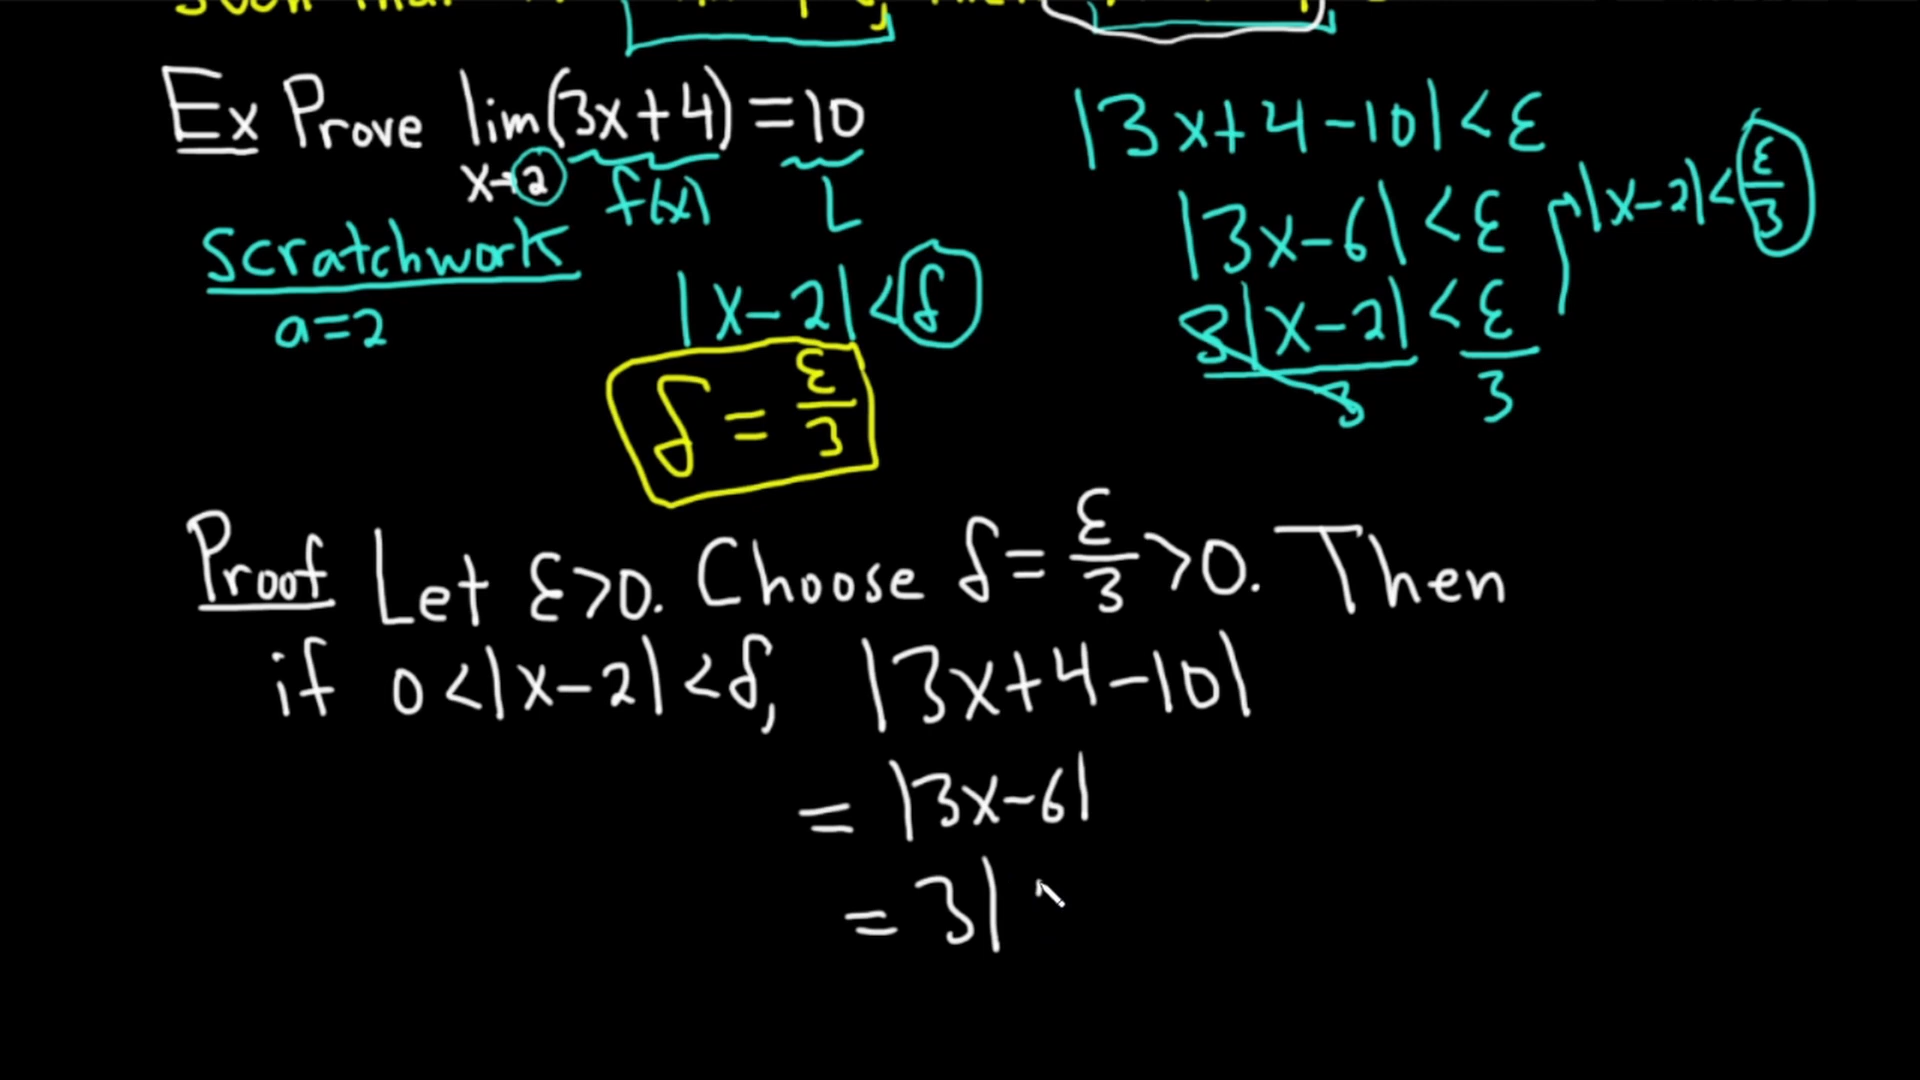 Ex Prove lim(3x+4) = 10
x→2
f(x) L
Scratchwork
a=2
|x-2| < δ
δ = ε/3
|3x+4-10| < ε
|3x-6| < ε
3|x-2|/3 < ε/3
|x-2| < ε/3
Proof Let ε>0. Choose δ = ε/3 >0. Then
if 0<|x-2|<δ, |3x+4-10|
= |3x-6|
= 3|